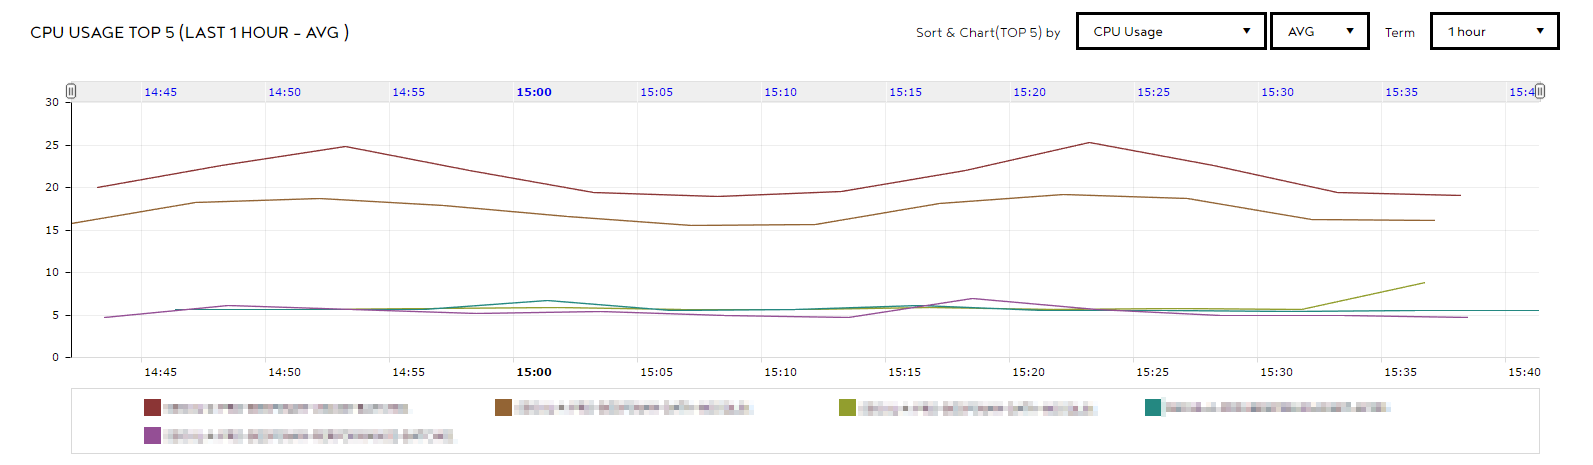 CPU USAGE TOP 5 (LAST 1 HOUR - AVG )
Sort & Chart(TOP 5) by CPU Usage AVG Term 1 hour
14:45 14:50 14:55 15:00 15:05 15:10 15:15 15:20 15:25 15:30 15:35
30
25
20
15
10
5
0
14:45 14:50 14:55 15:00 15:05 15:10 15:15 15:20 15:25 15:30 15:35 15:40